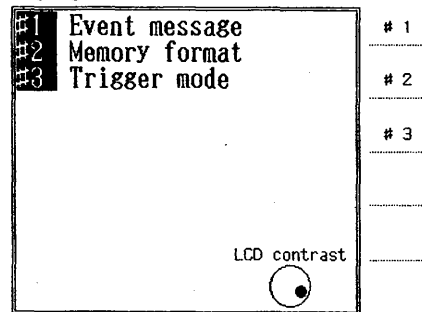 #1 Event message
#2 Memory format
#3 Trigger mode
# 1
# 2
# 3
LCD contrast